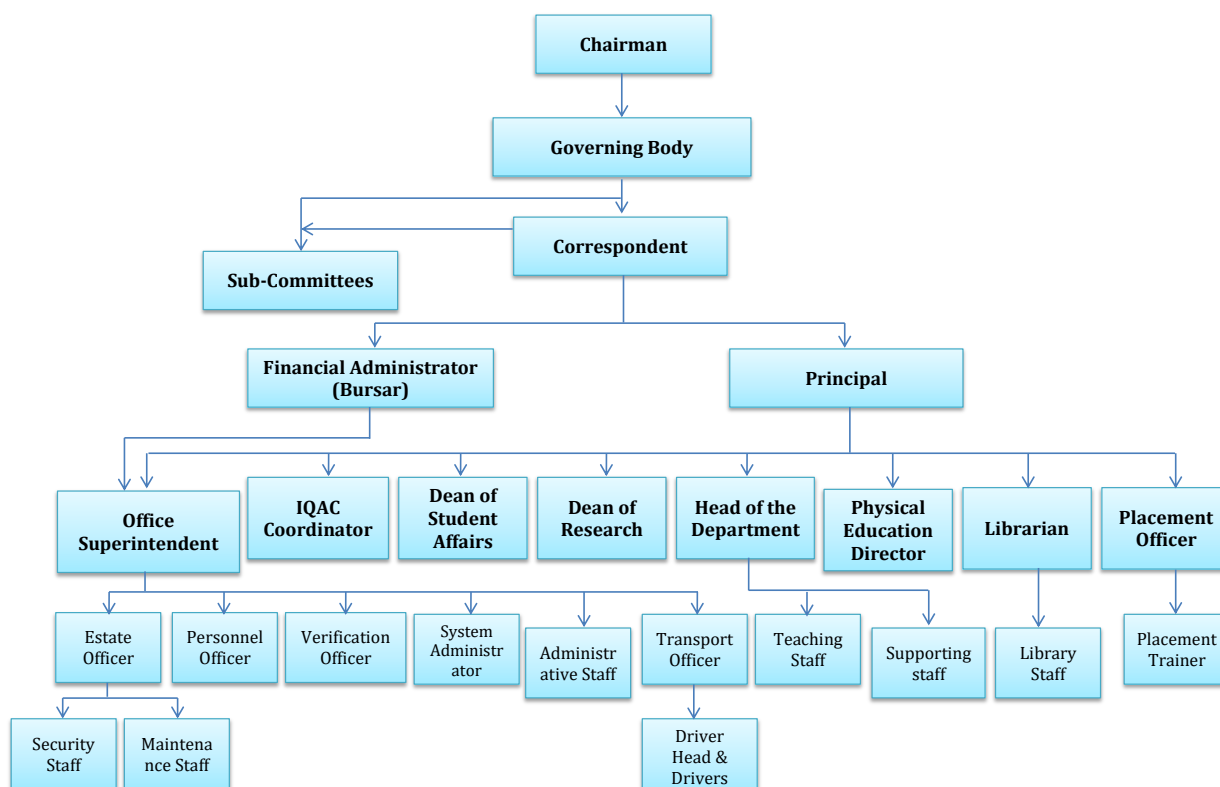 Chairman
Governing Body
Correspondent
Sub-Committees
Financial Administrator
(Bursar)
Principal
Office
Superintendent
IQAC
Coordinator
Dean of
Student
Affairs
Dean of
Research
Head of the
Department
Physical
Education
Director
Librarian
Placement
Officer
Estate
Officer
Personnel
Officer
Verification
Officer
System
Administr
ator
Administr
ative Staff
Transport
Officer
Teaching
Staff
Supporting
staff
Library
Staff
Placement
Trainer
Security
Staff
Maintena
nce Staff
Driver
Head &
Drivers